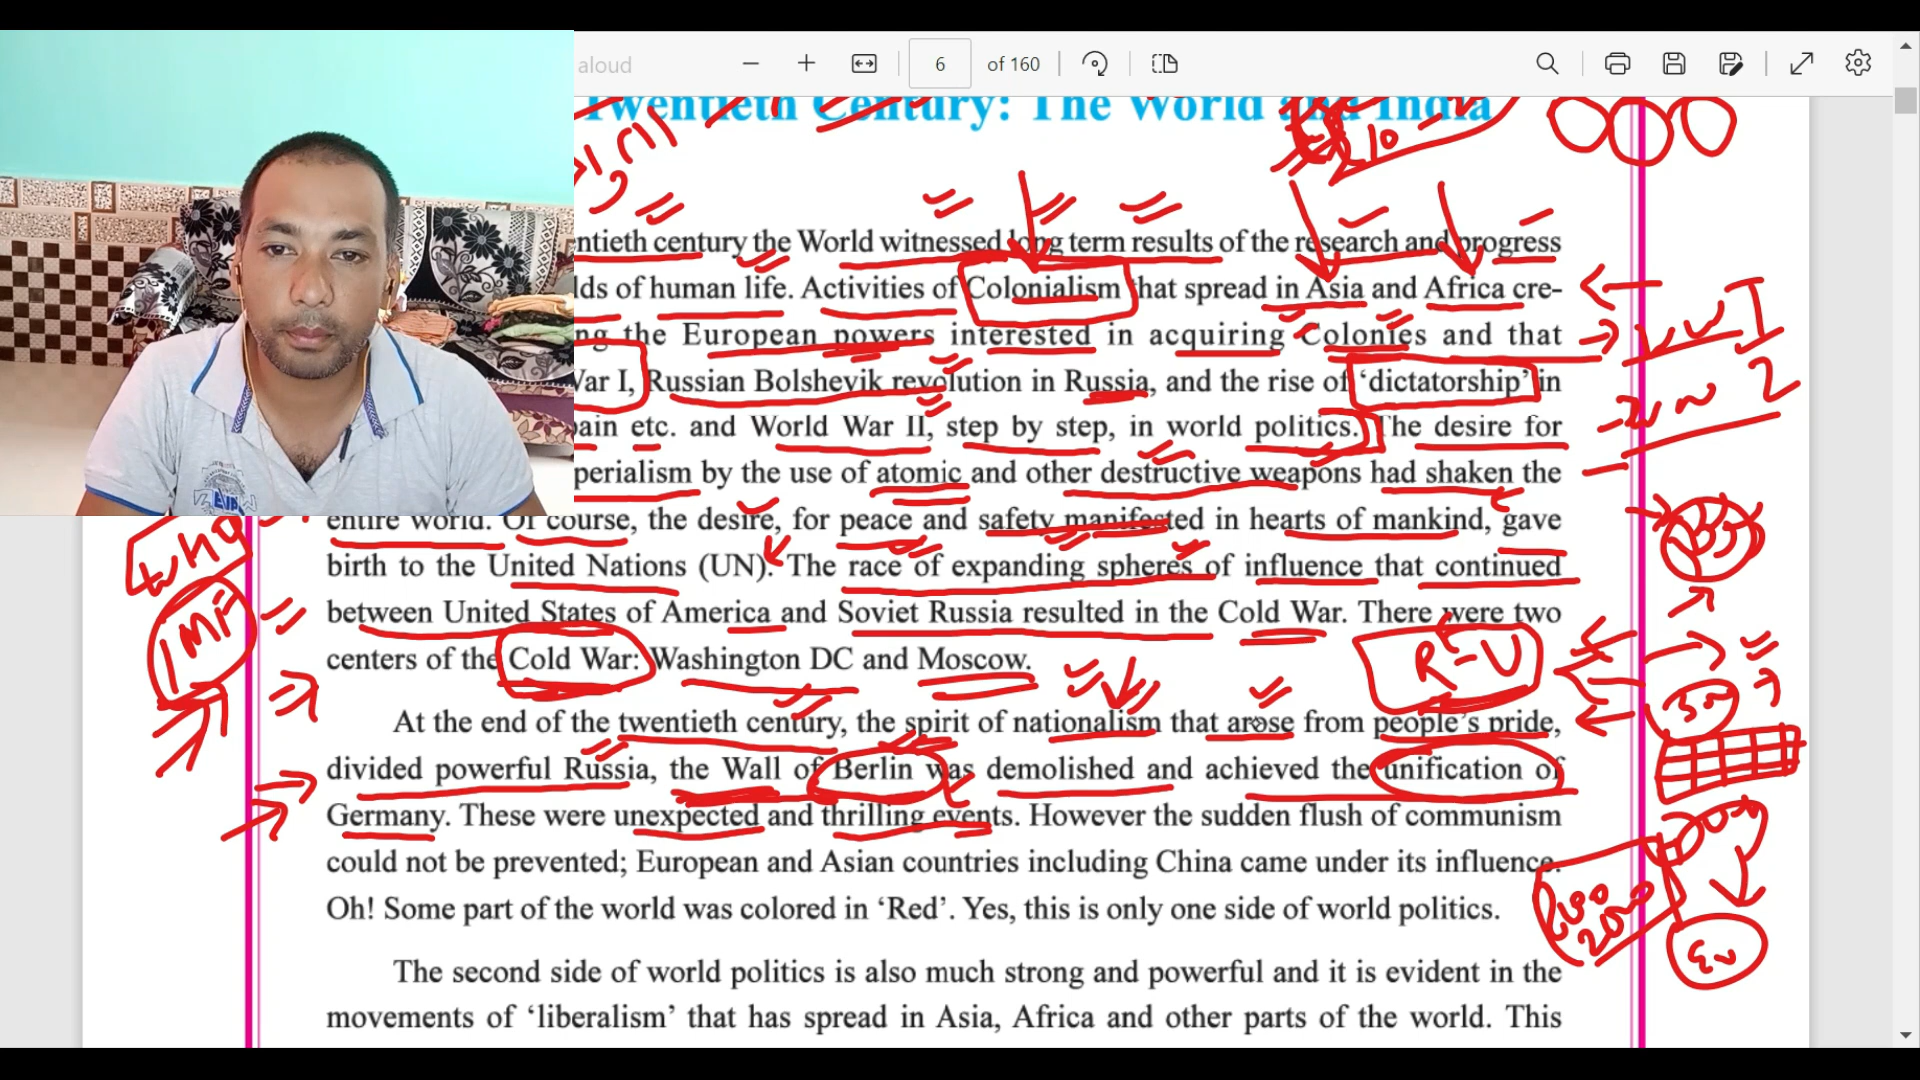 aloud
6 of 160
Twentieth Century: The World and India
ntieth century the World witnessed long term results of the research and progress
lds of human life. Activities of Colonialism that spread in Asia and Africa cre-
ng the European powers interested in acquiring Colonies and that
War I, Russian Bolshevik revolution in Russia, and the rise of ‘dictatorship’ in
pain etc. and World War II, step by step, in world politics. The desire for
perialism by the use of atomic and other destructive weapons had shaken the
entire world. Of course, the desire, for peace and safety manifested in hearts of mankind, gave
birth to the United Nations (UN). The race of expanding spheres of influence that continued
between United States of America and Soviet Russia resulted in the Cold War. There were two
centers of the Cold War: Washington DC and Moscow.
R-U
WHO
IMF
At the end of the twentieth century, the spirit of nationalism that arose from people’s pride,
divided powerful Russia, the Wall of Berlin was demolished and achieved the unification of
Germany. These were unexpected and thrilling events. However the sudden flush of communism
could not be prevented; European and Asian countries including China came under its influence.
Oh! Some part of the world was colored in ‘Red’. Yes, this is only one side of world politics.
The second side of world politics is also much strong and powerful and it is evident in the
movements of ‘liberalism’ that has spread in Asia, Africa and other parts of the world. This